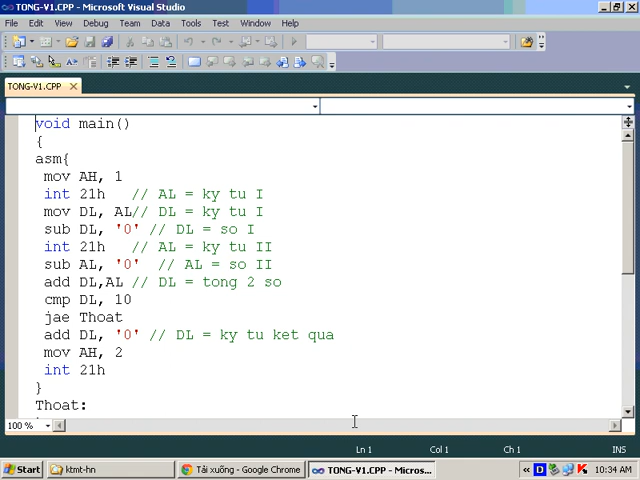 TONG-V1.CPP - Microsoft Visual Studio
File Edit View Debug Team Data Tools Test Window Help
TONG-V1.CPP
void main()
{
asm{
mov AH, 1
int 21h // AL = ky tu I
mov DL, AL// DL = ky tu I
sub DL, '0' // DL = so I
int 21h // AL = ky tu II
sub AL, '0' // AL = so II
add DL,AL // DL = tong 2 so
cmp DL, 10
jae Thoat
add DL, '0' // DL = ky tu ket qua
mov AH, 2
int 21h
}
Thoat:
100 %
Ln 1 Col 1 Ch 1 INS
Start ktmt-hn Tải xuống - Google Chrome TONG-V1.CPP - Micros... « D K 10:34 AM